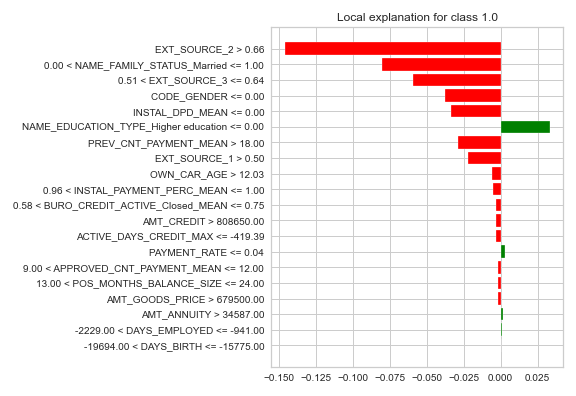 Local explanation for class 1.0
EXT_SOURCE_2 > 0.66
0.00 < NAME_FAMILY_STATUS_Married <= 1.00
0.51 < EXT_SOURCE_3 <= 0.64
CODE_GENDER <= 0.00
INSTAL_DPD_MEAN <= 0.00
NAME_EDUCATION_TYPE_Higher education <= 0.00
PREV_CNT_PAYMENT_MEAN > 18.00
EXT_SOURCE_1 > 0.50
OWN_CAR_AGE > 12.03
0.96 < INSTAL_PAYMENT_PERC_MEAN <= 1.00
0.58 < BURO_CREDIT_ACTIVE_Closed_MEAN <= 0.75
AMT_CREDIT > 808650.00
ACTIVE_DAYS_CREDIT_MAX <= -419.39
PAYMENT_RATE <= 0.04
9.00 < APPROVED_CNT_PAYMENT_MEAN <= 12.00
13.00 < POS_MONTHS_BALANCE_SIZE <= 24.00
AMT_GOODS_PRICE > 679500.00
AMT_ANNUITY > 34587.00
-2229.00 < DAYS_EMPLOYED <= -941.00
-19694.00 < DAYS_BIRTH <= -15775.00
−0.150 −0.125 −0.100 −0.075 −0.050 −0.025 0.000 0.025